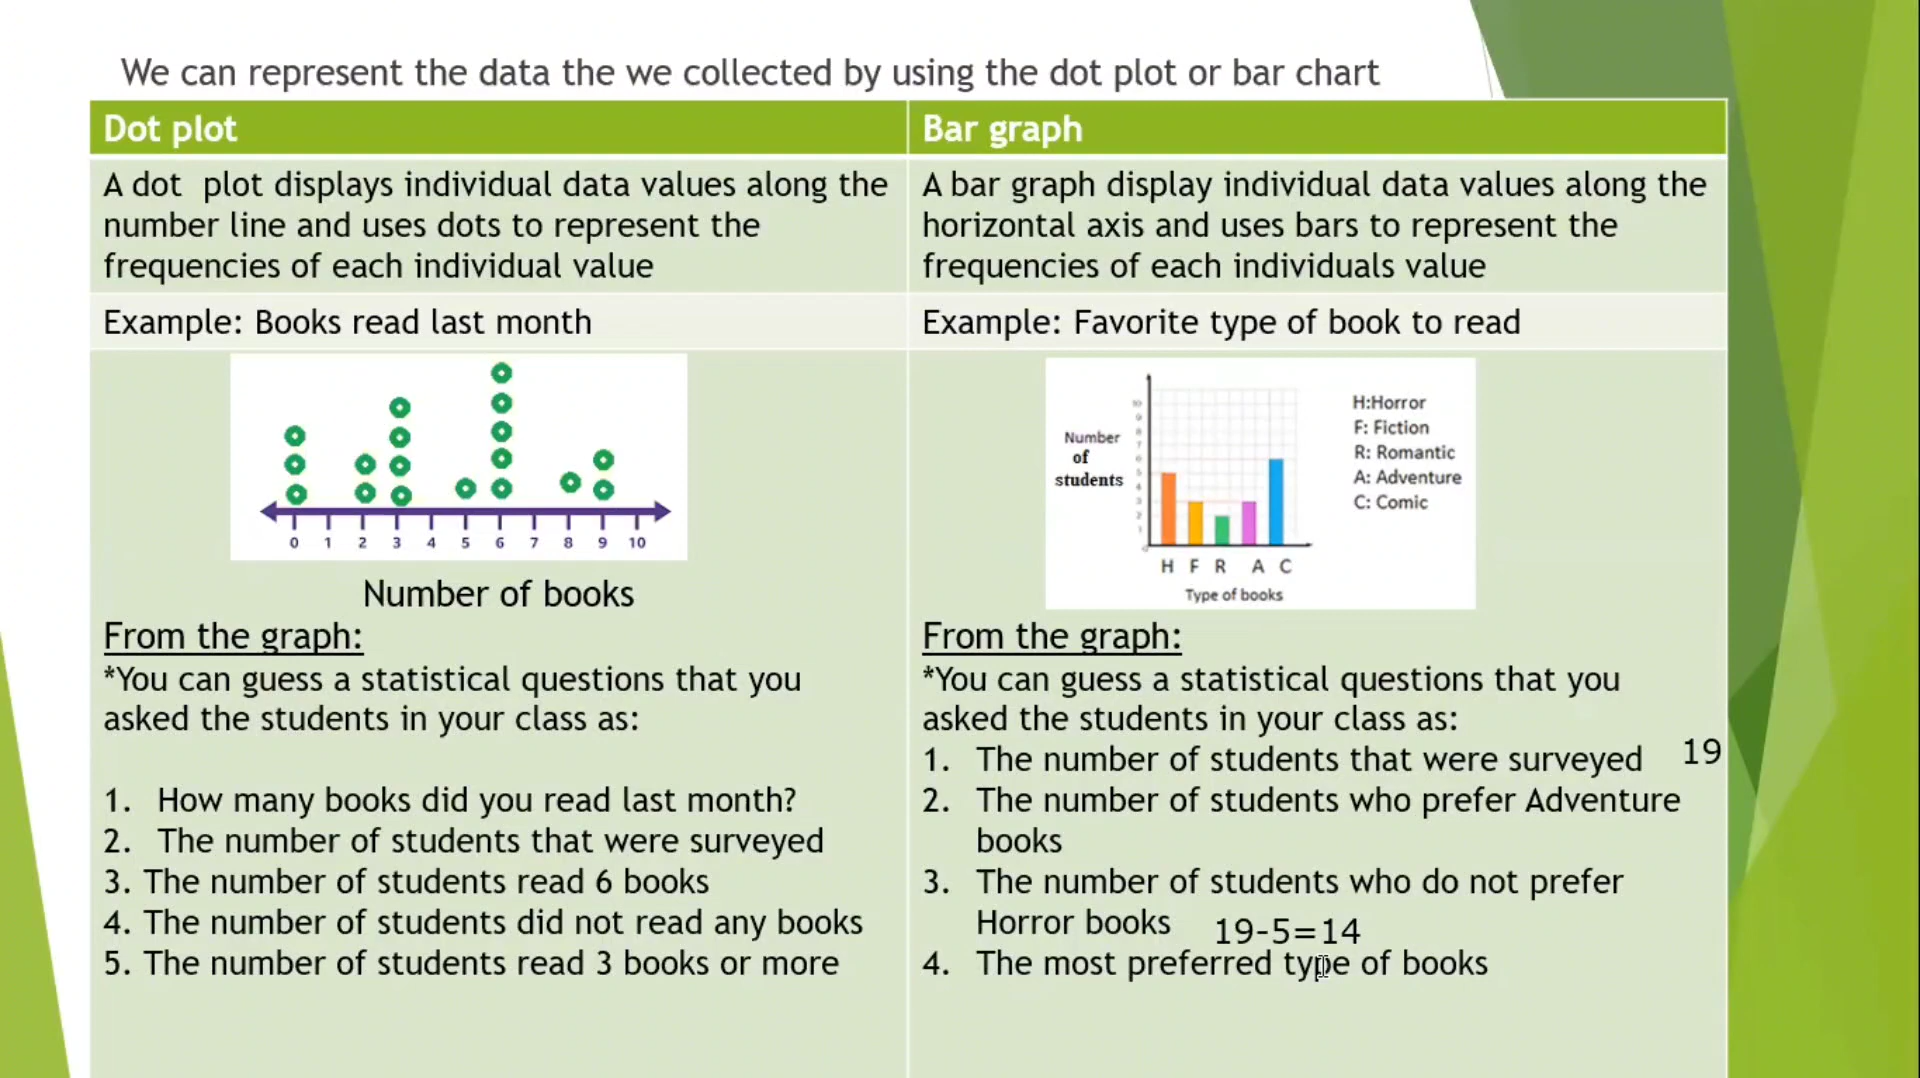 We can represent the data the we collected by using the dot plot or bar chart
Dot plot
A dot plot displays individual data values along the
number line and uses dots to represent the
frequencies of each individual value
Example: Books read last month
0 1 2 3 4 5 6 7 8 9 10
Number of books
From the graph:
*You can guess a statistical questions that you
asked the students in your class as:
1. How many books did you read last month?
2. The number of students that were surveyed
3. The number of students read 6 books
4. The number of students did not read any books
5. The number of students read 3 books or more
Bar graph
A bar graph display individual data values along the
horizontal axis and uses bars to represent the
frequencies of each individuals value
Example: Favorite type of book to read
Number
of
students
10
9
8
7
6
5
4
3
2
1
0
H F R A C
Type of books
H:Horror
F: Fiction
R: Romantic
A: Adventure
C: Comic
From the graph:
*You can guess a statistical questions that you
asked the students in your class as:
1. The number of students that were surveyed 19
2. The number of students who prefer Adventure
books
3. The number of students who do not prefer
Horror books 19-5=14
4. The most preferred type of books